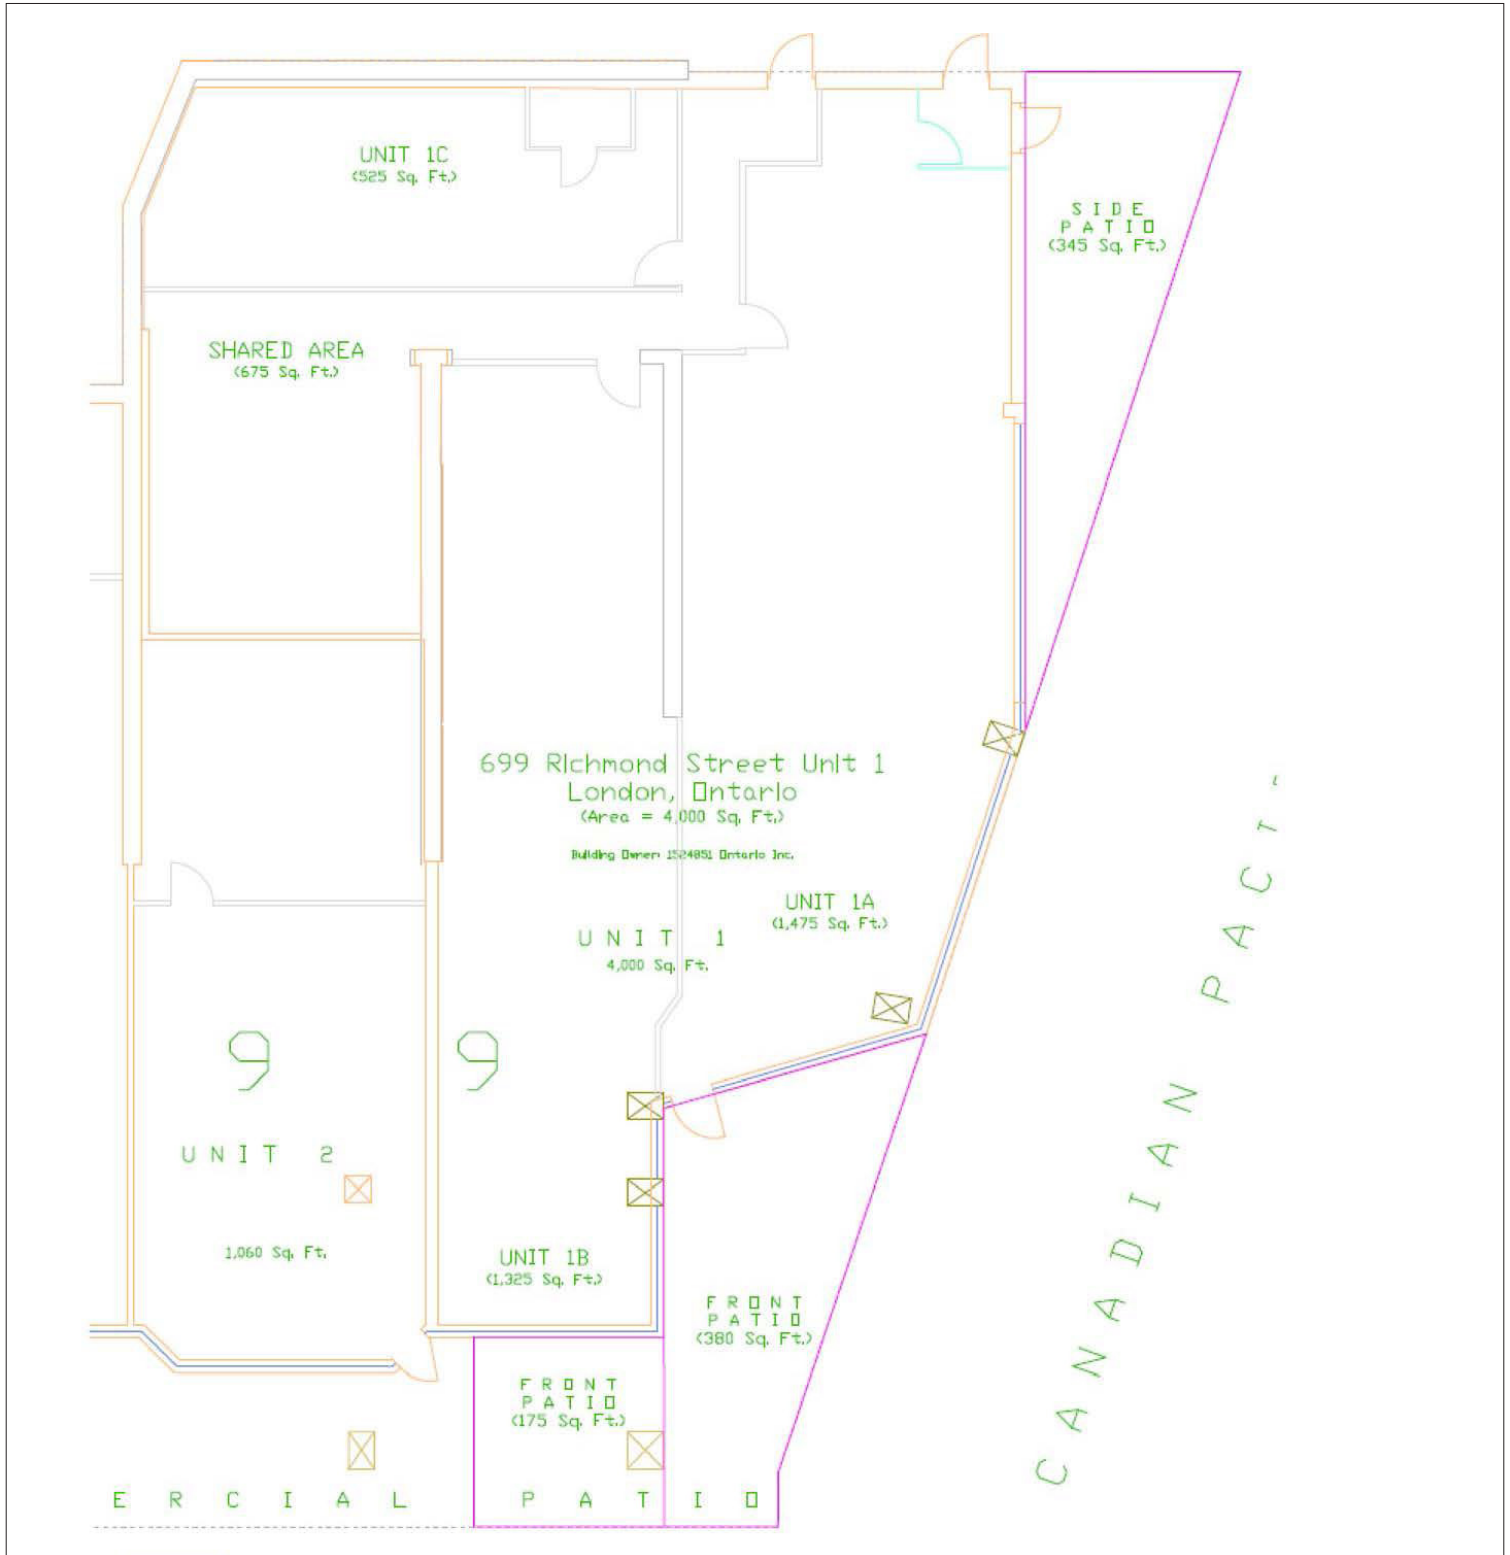 UNIT 1C
(525 Sq. Ft.)
SIDE
PATIO
(345 Sq. Ft.)
SHARED AREA
(675 Sq. Ft.)
699 Richmond Street Unit 1
London, Ontario
(Area = 4,000 Sq. Ft.)
Building Owner: 1524851 Ontario Inc.
UNIT 1A
(1,475 Sq. Ft.)
UNIT 1
4,000 Sq. Ft.
9 9
UNIT 2
1,060 Sq. Ft.
UNIT 1B
(1,325 Sq. Ft.)
FRONT
PATIO
(380 Sq. Ft.)
FRONT
PATIO
(175 Sq. Ft.)
ERCIAL PATIO
CANADIAN PACI